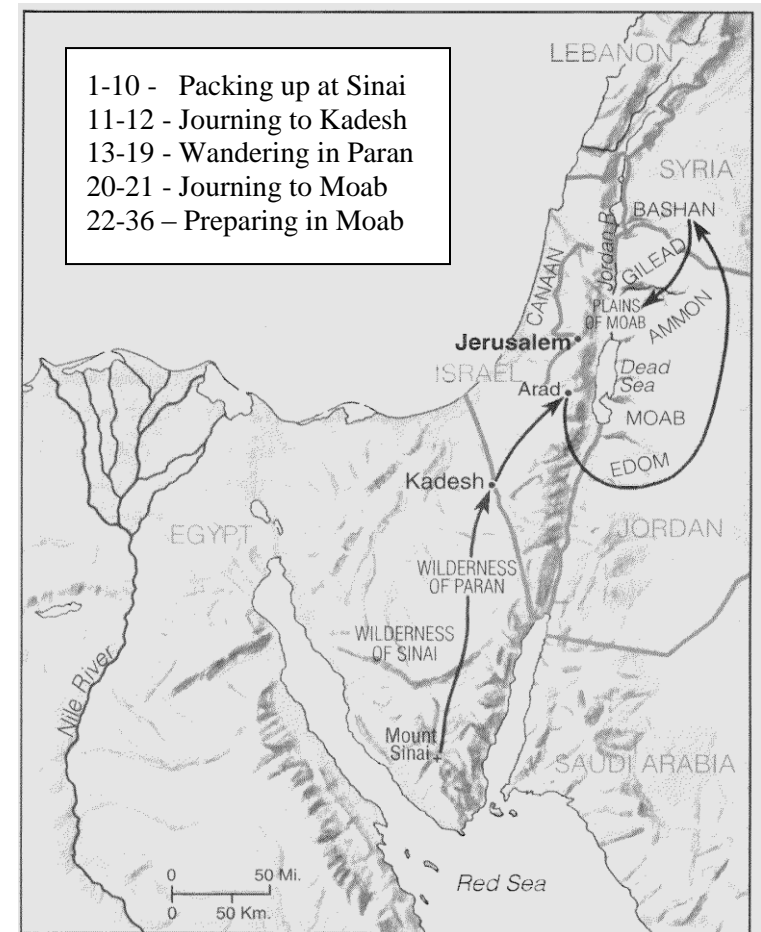 LEBANON
1-10 - Packing up at Sinai
11-12 - Journing to Kadesh
13-19 - Wandering in Paran
20-21 - Journing to Moab
22-36 – Preparing in Moab
SYRIA
BASHAN
Jordan R.
GILEAD
CANAAN
PLAINS
OF MOAB
AMMON
Jerusalem
ISRAEL
Dead
Sea
Arad
MOAB
EDOM
Kadesh
EGYPT
JORDAN
WILDERNESS
OF PARAN
WILDERNESS
OF SINAI
Nile River
Mount
Sinai
SAUDI ARABIA
0 50 Mi.
0 50 Km.
Red Sea